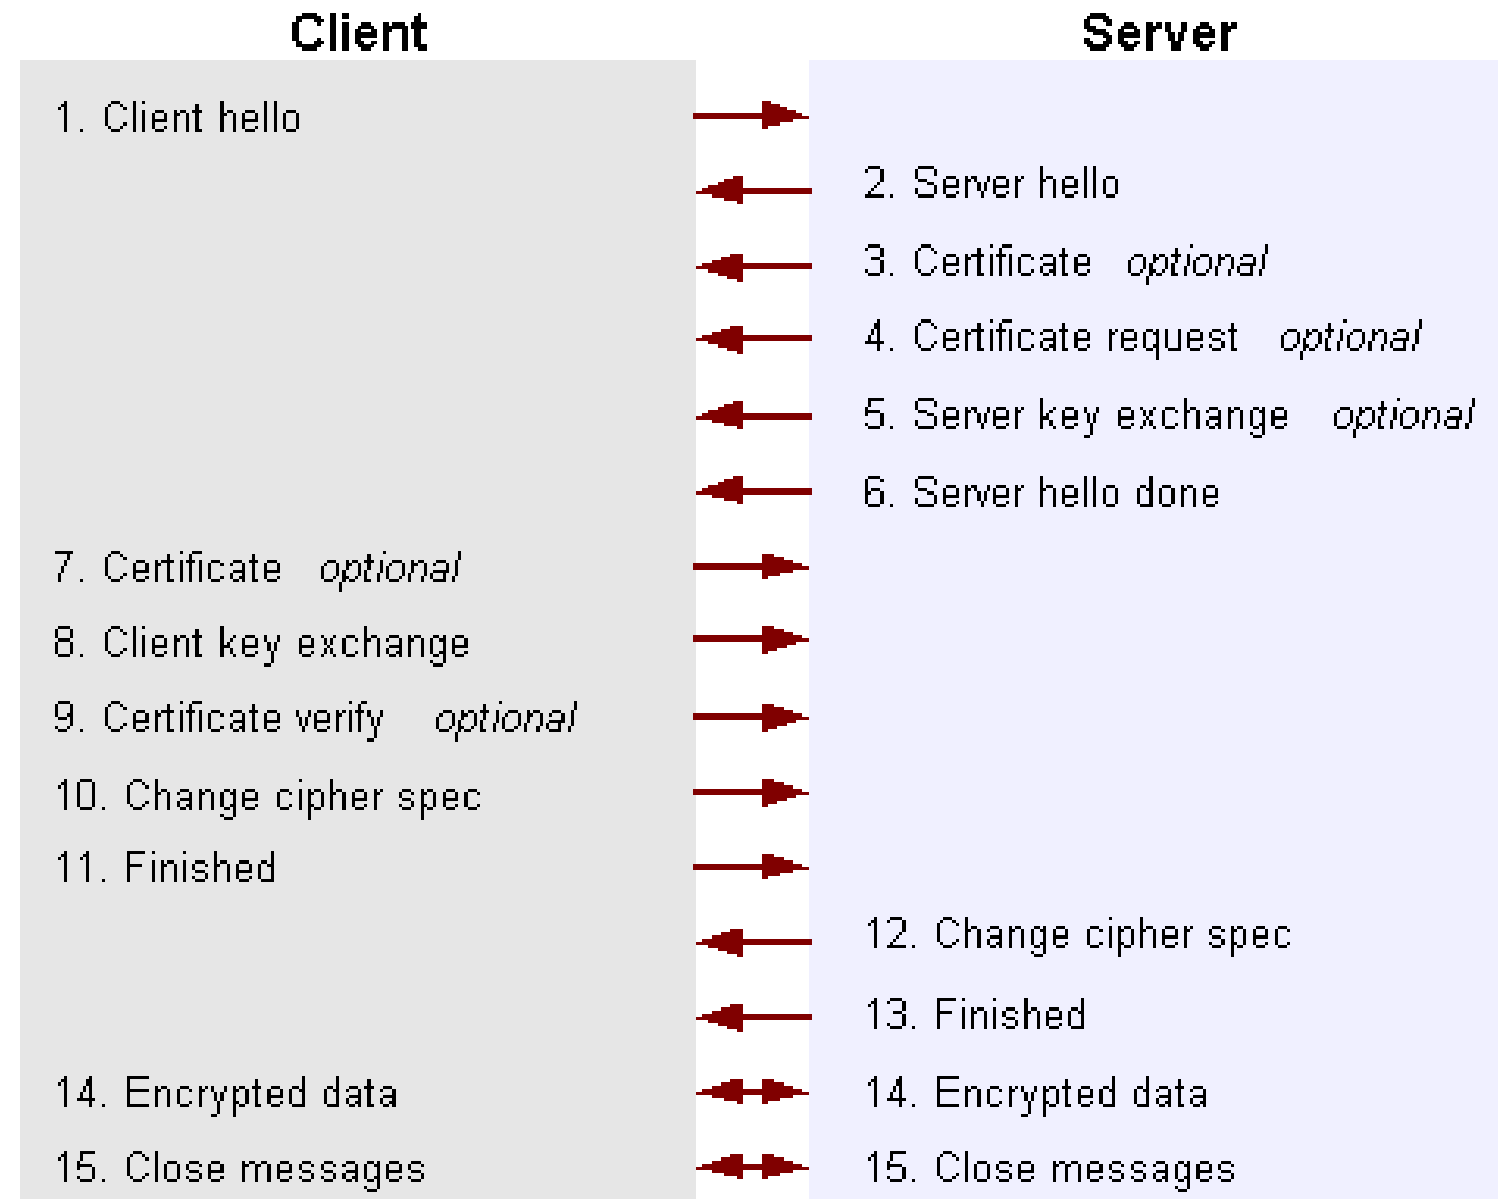 Client Server
1. Client hello
2. Server hello
3. Certificate optional
4. Certificate request optional
5. Server key exchange optional
6. Server hello done
7. Certificate optional
8. Client key exchange
9. Certificate verify optional
10. Change cipher spec
11. Finished
12. Change cipher spec
13. Finished
14. Encrypted data 14. Encrypted data
15. Close messages 15. Close messages